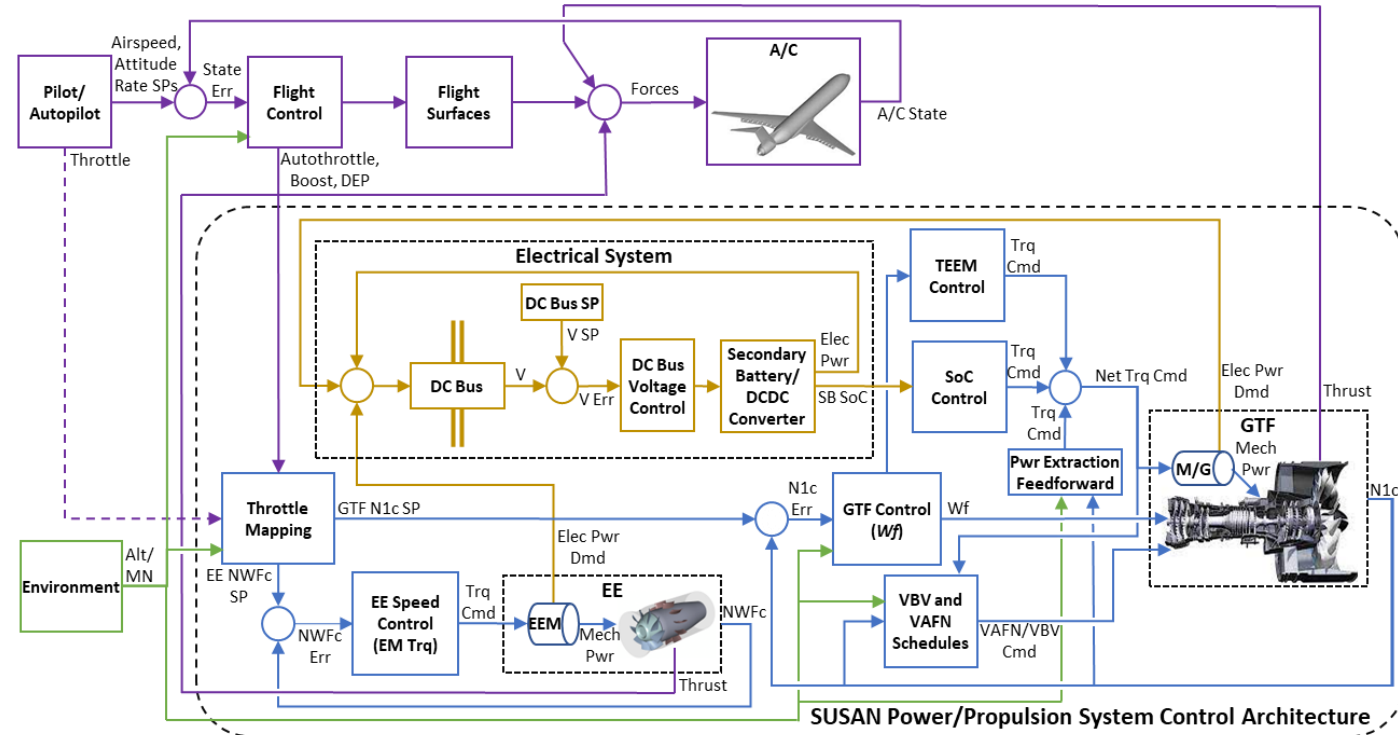 Airspeed,
Attitude
Rate SPs
State
Err
A/C
Pilot/
Autopilot
Flight
Control
Flight
Surfaces
Forces
A/C State
Throttle
Autothrottle,
Boost, DEP
Electrical System
TEEM
Control
Trq
Cmd
DC Bus SP
V SP
Elec
Pwr
DC Bus
V
V Err
DC Bus
Voltage
Control
Secondary
Battery/
DCDC
Converter
SB SoC
SoC
Control
Trq
Cmd
Net Trq Cmd
Elec Pwr
Dmd
Thrust
Trq
Cmd
GTF
M/G
Mech
Pwr
Pwr Extraction
Feedforward
N1c
Throttle
Mapping
GTF N1c SP
N1c
Err
GTF Control
(Wf)
Wf
Environment
Alt/
MN
EE NWFc
SP
Elec Pwr
Dmd
NWFc
Err
EE Speed
Control
(EM Trq)
Trq
Cmd
EE
EEM
Mech
Pwr
NWFc
Thrust
VBV and
VAFN
Schedules
VAFN/VBV
Cmd
SUSAN Power/Propulsion System Control Architecture